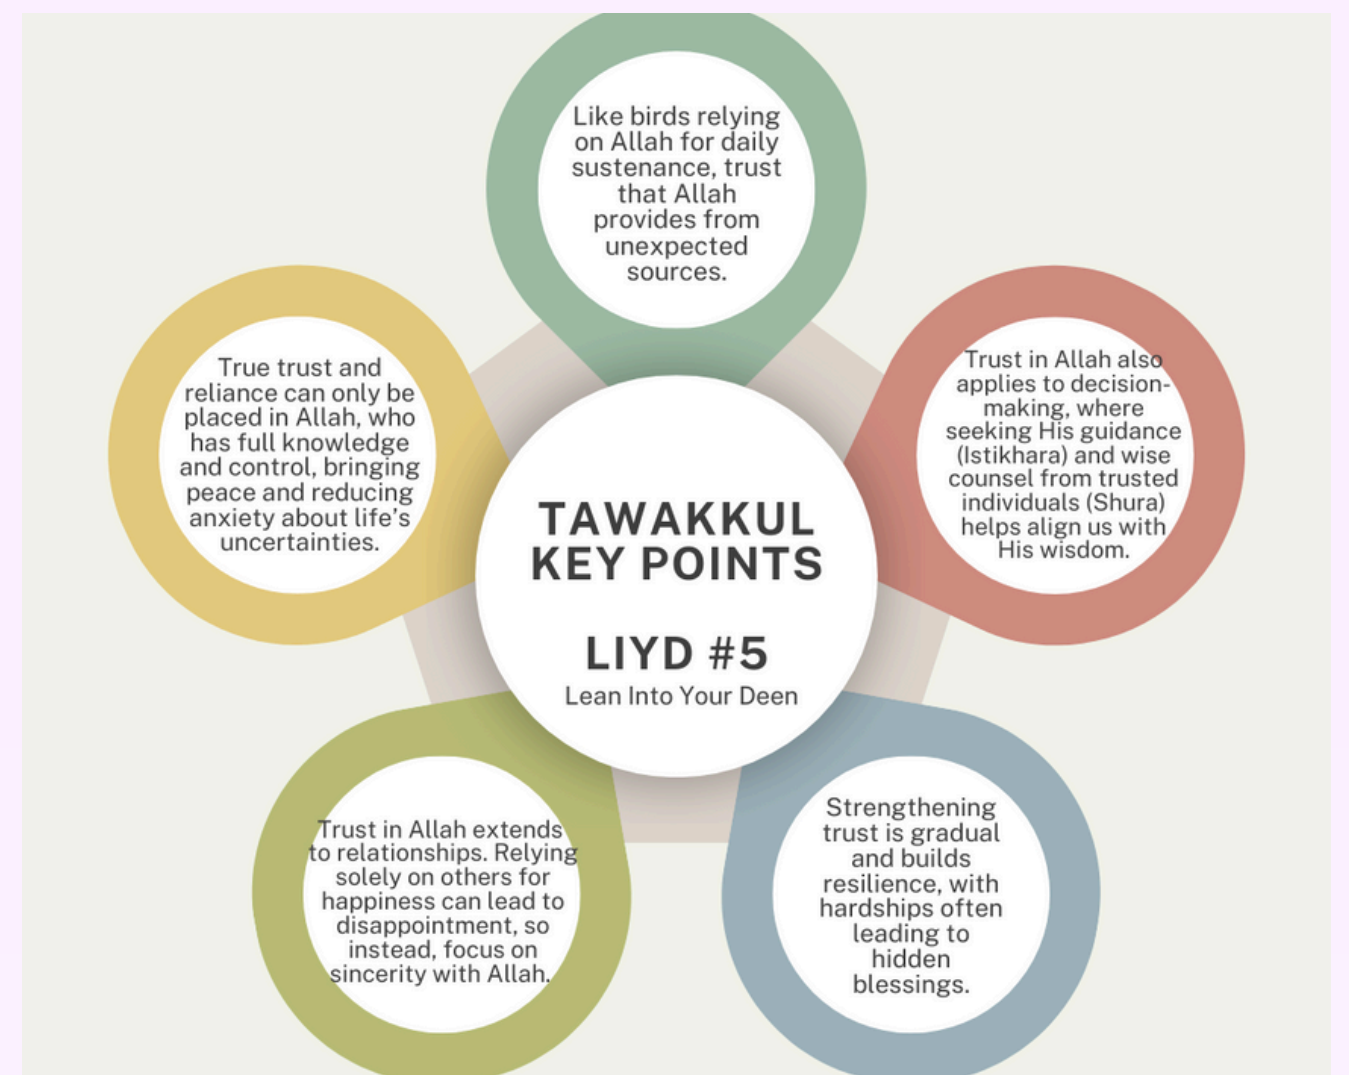 Like birds relying
on Allah for daily
sustenance, trust
that Allah
provides from
unexpected
sources.
True trust and
reliance can only be
placed in Allah, who
has full knowledge
and control, bringing
peace and reducing
anxiety about life's
uncertainties.
Trust in Allah also
applies to decision-
making, where
seeking His guidance
(Istikhara) and wise
counsel from trusted
individuals (Shura)
helps align us with
His wisdom.
TAWAKKUL
KEY POINTS
LIYD #5
Lean Into Your Deen
Trust in Allah extends
to relationships. Relying
solely on others for
happiness can lead to
disappointment, so
instead, focus on
sincerity with Allah.
Strengthening
trust is gradual
and builds
resilience, with
hardships often
leading to
hidden
blessings.